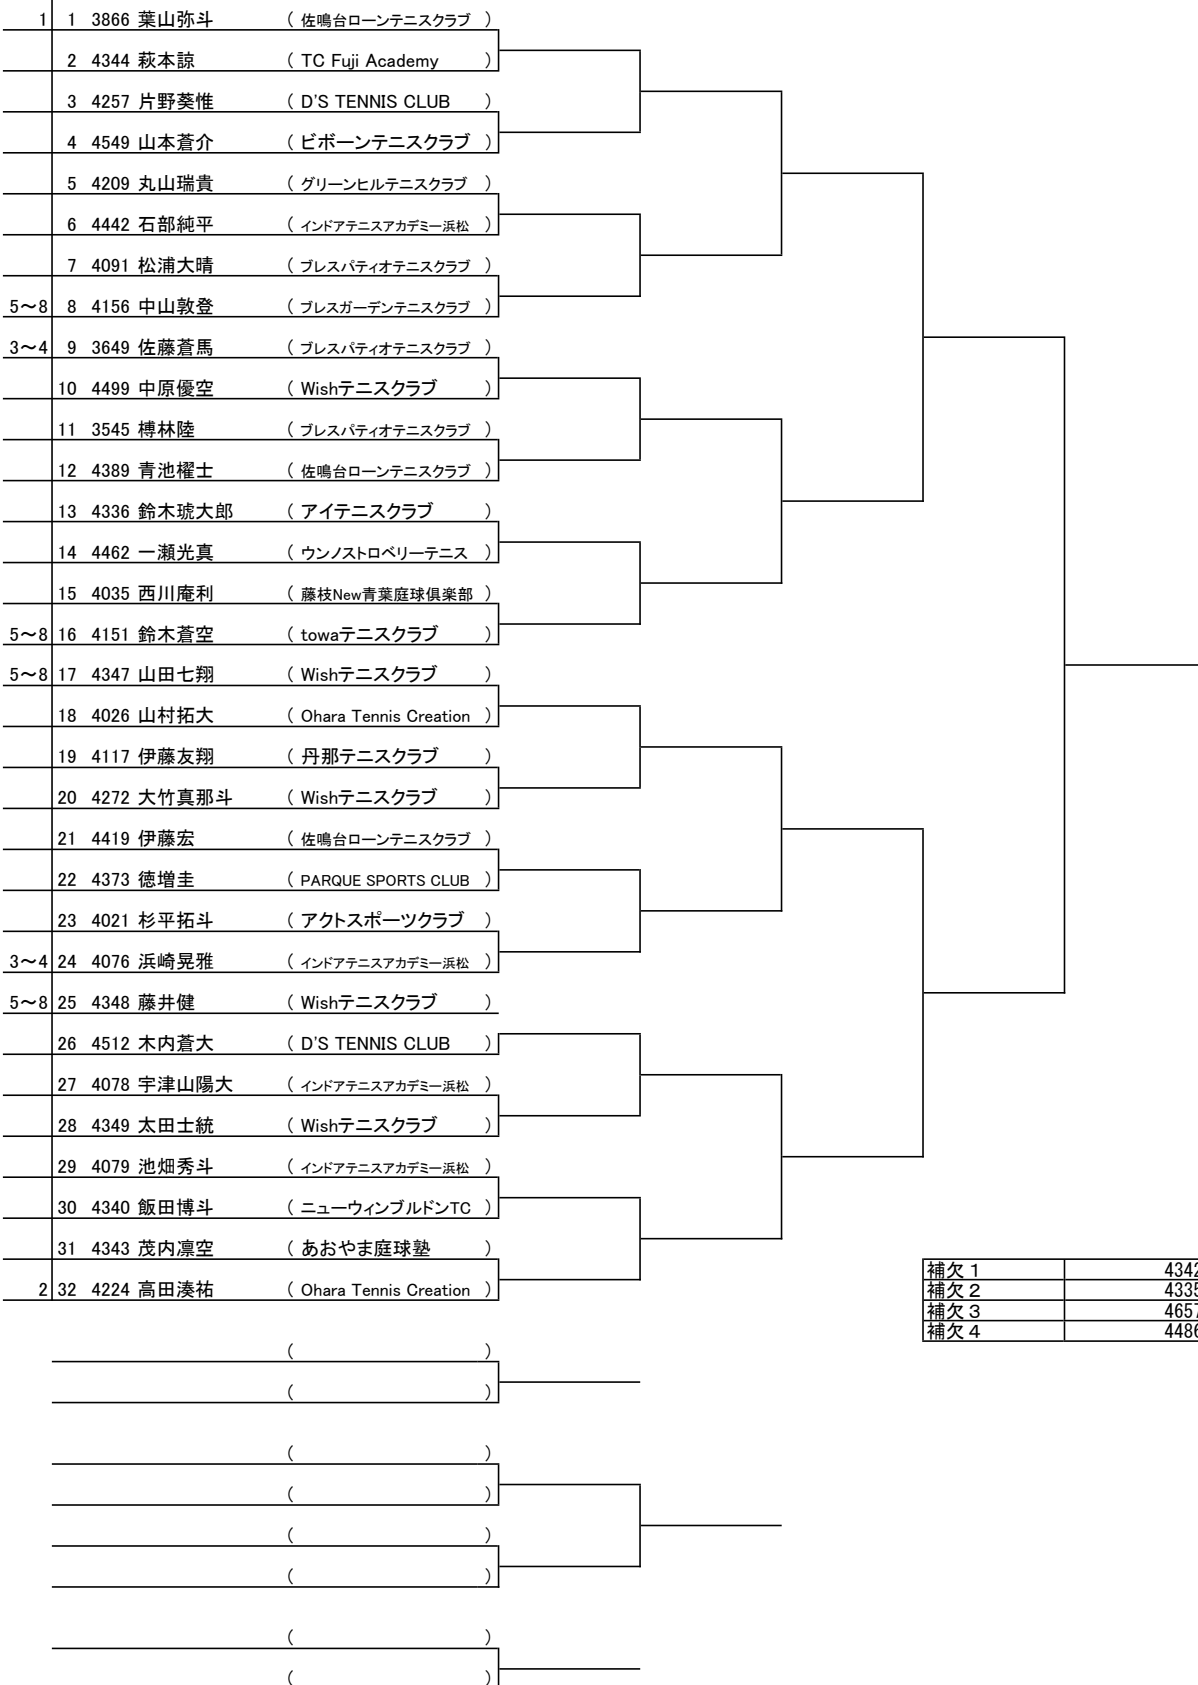 1 1 3866 葉山弥斗 ( 佐鳴台ローンテニスクラブ )
2 4344 萩本諒 ( TC Fuji Academy )
3 4257 片野葵惟 ( D'S TENNIS CLUB )
4 4549 山本蒼介 ( ビボーンテニスクラブ )
5 4209 丸山瑞貴 ( グリーンヒルテニスクラブ )
6 4442 石部純平 ( インドアテニスアカデミー浜松 )
7 4091 松浦大晴 ( ブレスパティオテニスクラブ )
5～8 8 4156 中山敦登 ( ブレスガーデンテニスクラブ )
3～4 9 3649 佐藤蒼馬 ( ブレスパティオテニスクラブ )
10 4499 中原優空 ( Wishテニスクラブ )
11 3545 榑林陸 ( ブレスパティオテニスクラブ )
12 4389 青池櫂士 ( 佐鳴台ローンテニスクラブ )
13 4336 鈴木琥大郎 ( アイテニスクラブ )
14 4462 一瀬光真 ( ウンノストロベリーテニス )
15 4035 西川庵利 ( 藤枝New青葉庭球倶楽部 )
5～8 16 4151 鈴木蒼空 ( towaテニスクラブ )
5～8 17 4347 山田七翔 ( Wishテニスクラブ )
18 4026 山村拓大 ( Ohara Tennis Creation )
19 4117 伊藤友翔 ( 丹那テニスクラブ )
20 4272 大竹真那斗 ( Wishテニスクラブ )
21 4419 伊藤宏 ( 佐鳴台ローンテニスクラブ )
22 4373 徳増圭 ( PARQUE SPORTS CLUB )
23 4021 杉平拓斗 ( アクトスポーツクラブ )
3～4 24 4076 浜崎晃雅 ( インドアテニスアカデミー浜松 )
5～8 25 4348 藤井健 ( Wishテニスクラブ )
26 4512 木内蒼大 ( D'S TENNIS CLUB )
27 4078 宇津山陽大 ( インドアテニスアカデミー浜松 )
28 4349 太田士統 ( Wishテニスクラブ )
29 4079 池畑秀斗 ( インドアテニスアカデミー浜松 )
30 4340 飯田博斗 ( ニューウィンブルドンTC )
31 4343 茂内凛空 ( あおやま庭球塾 )
2 32 4224 高田湊祐 ( Ohara Tennis Creation )
補欠１ 4342
補欠２ 4335
補欠３ 4657
補欠４ 4486
( )
( )
( )
( )
( )
( )
( )
( )